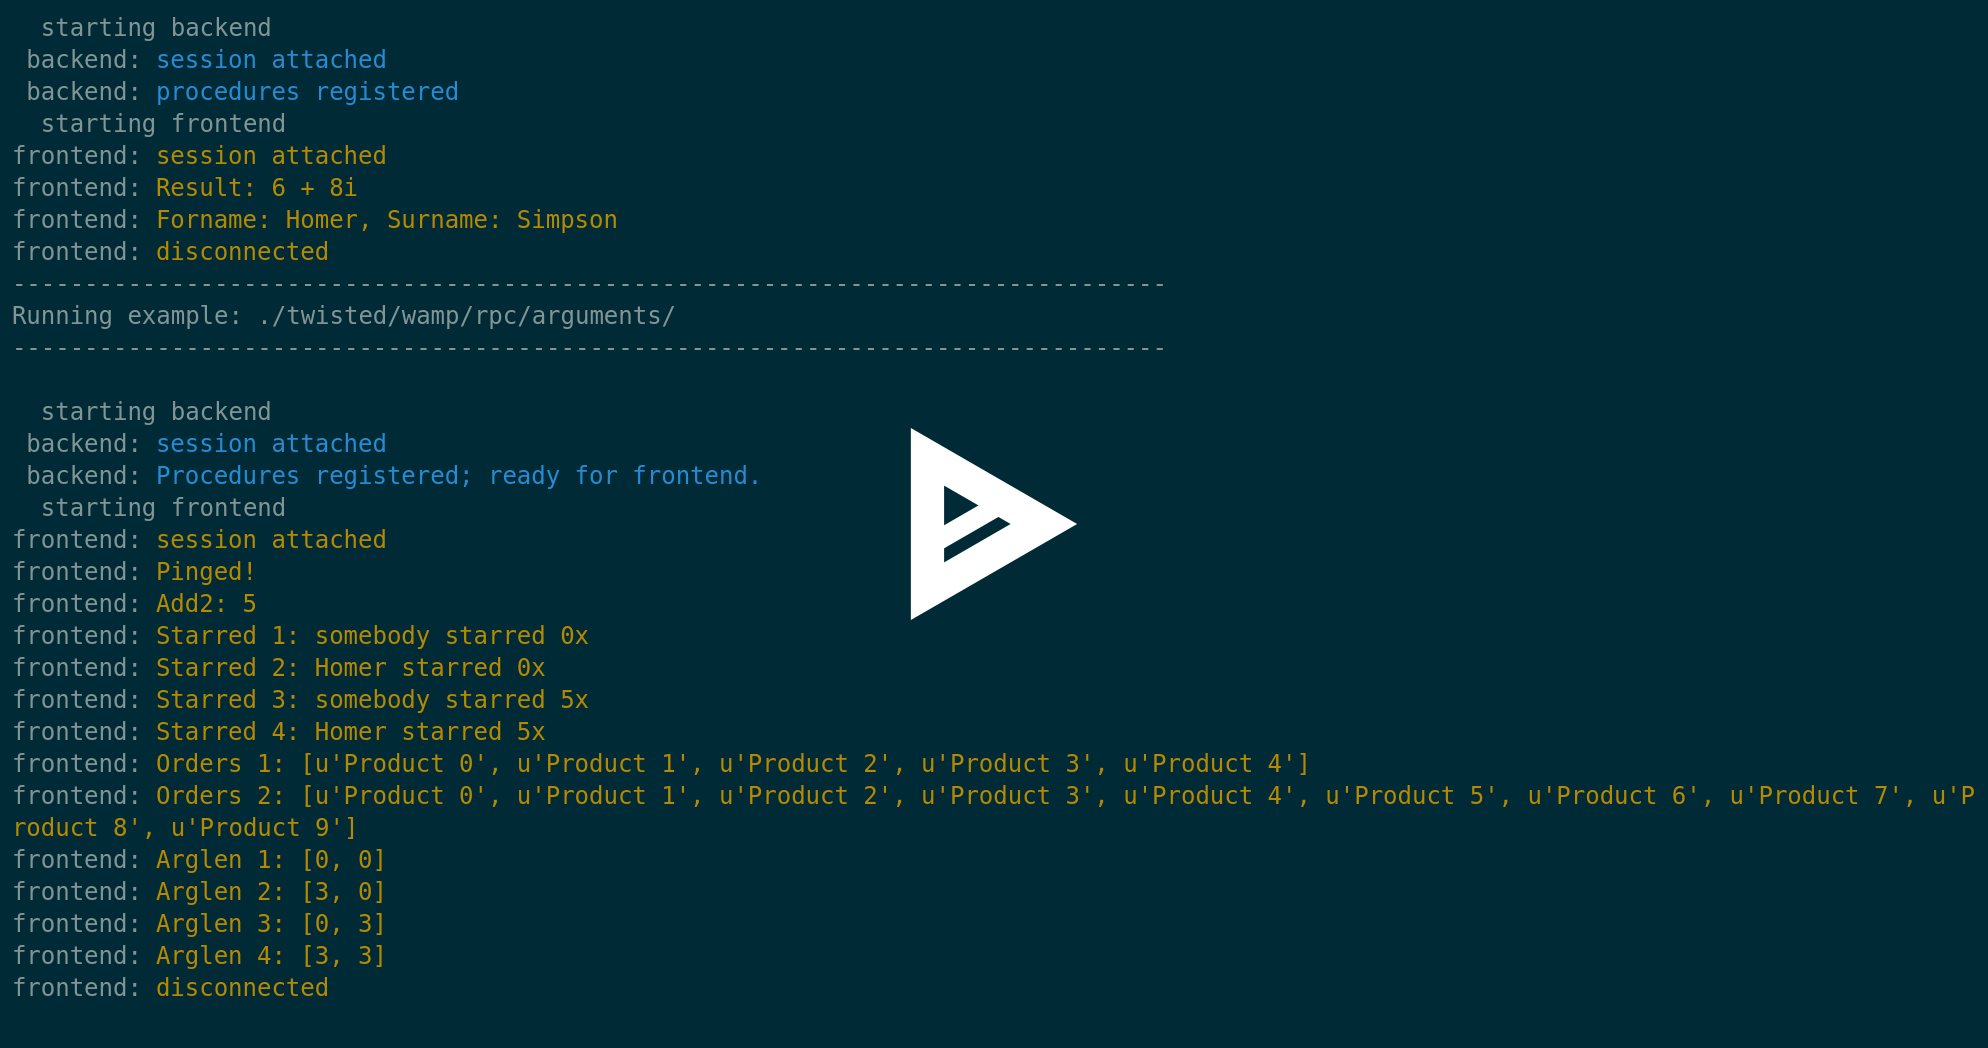 starting backend
backend: session attached
backend: procedures registered
starting frontend
frontend: session attached
frontend: Result: 6 + 8i
frontend: Forname: Homer, Surname: Simpson
frontend: disconnected
--------------------------------------------------------------------------------
Running example: ./twisted/wamp/rpc/arguments/
--------------------------------------------------------------------------------
starting backend
backend: session attached
backend: Procedures registered; ready for frontend.
starting frontend
frontend: session attached
frontend: Pinged!
frontend: Add2: 5
frontend: Starred 1: somebody starred 0x
frontend: Starred 2: Homer starred 0x
frontend: Starred 3: somebody starred 5x
frontend: Starred 4: Homer starred 5x
frontend: Orders 1: [u'Product 0', u'Product 1', u'Product 2', u'Product 3', u'Product 4']
frontend: Orders 2: [u'Product 0', u'Product 1', u'Product 2', u'Product 3', u'Product 4', u'Product 5', u'Product 6', u'Product 7', u'P
roduct 8', u'Product 9']
frontend: Arglen 1: [0, 0]
frontend: Arglen 2: [3, 0]
frontend: Arglen 3: [0, 3]
frontend: Arglen 4: [3, 3]
frontend: disconnected